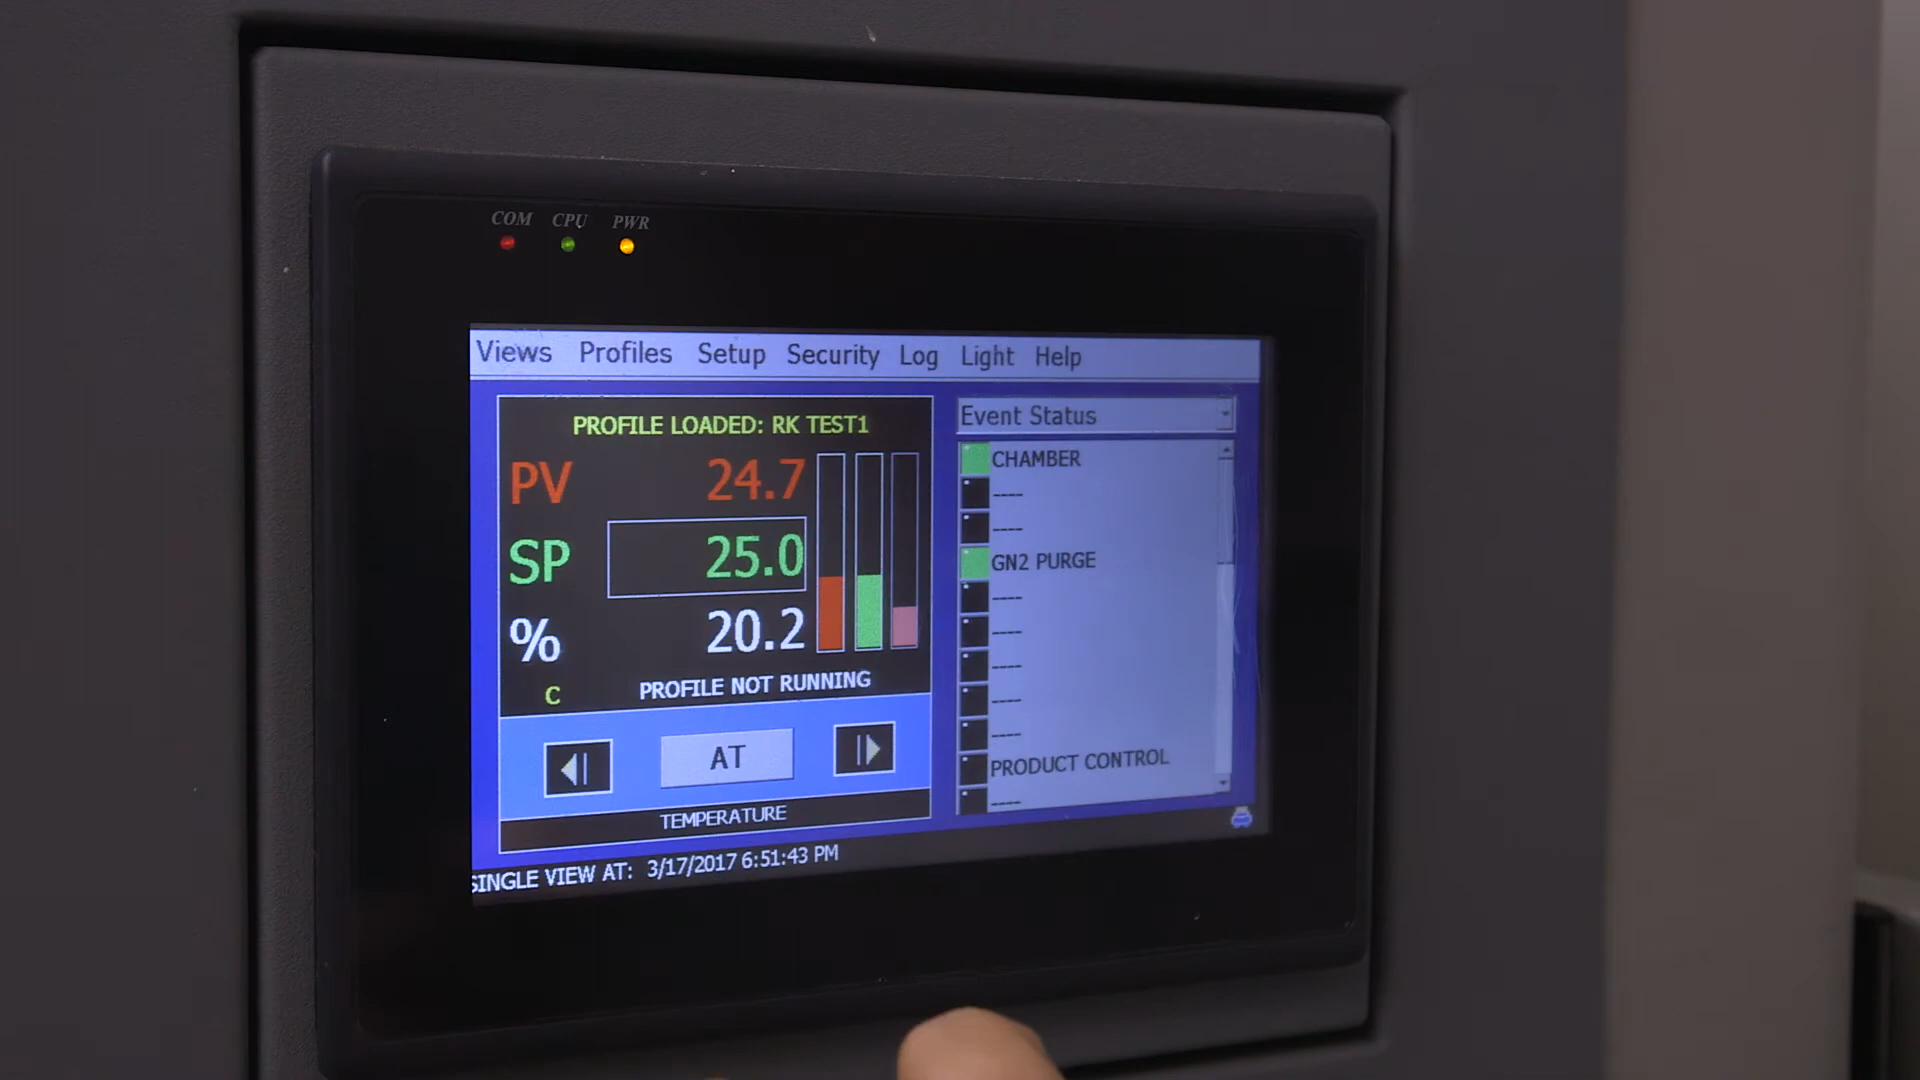 COM CPU PWR
Views Profiles Setup Security Log Light Help
PROFILE LOADED: RK TEST1
PV 24.7
SP 25.0
% 20.2
C PROFILE NOT RUNNING
AT
TEMPERATURE
Event Status
CHAMBER
----
----
GN2 PURGE
----
----
----
----
----
PRODUCT CONTROL
----
SINGLE VIEW AT: 3/17/2017 6:51:43 PM